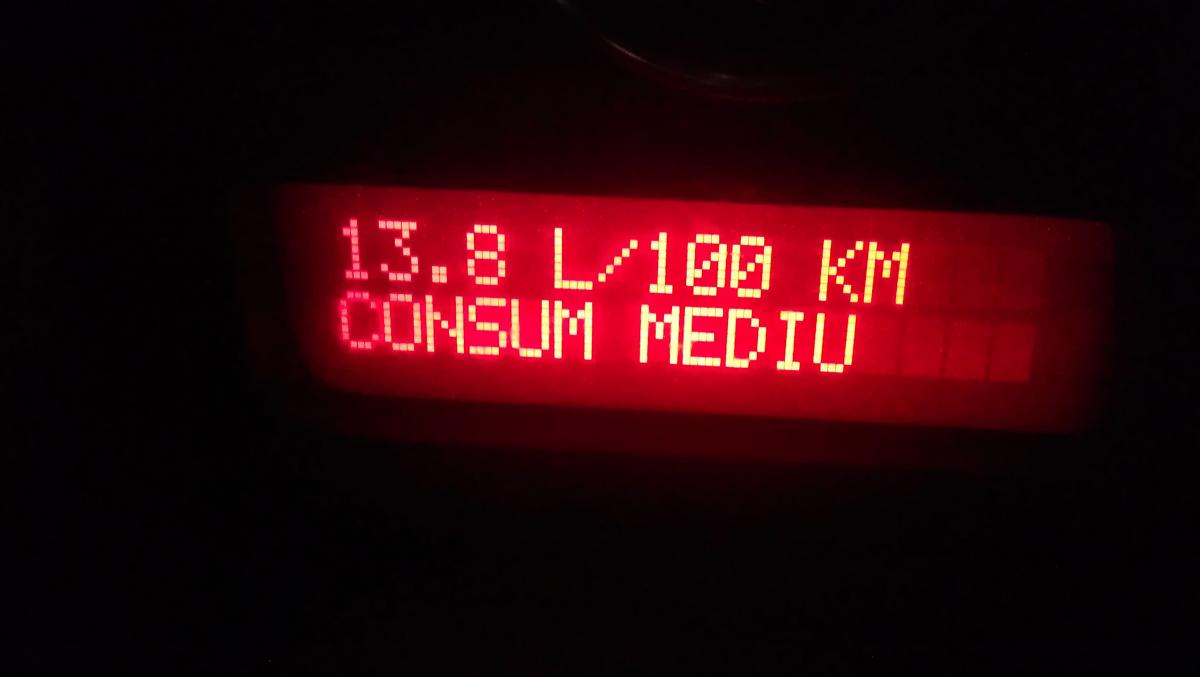 13.8 L/100 KM
CONSUM MEDIU